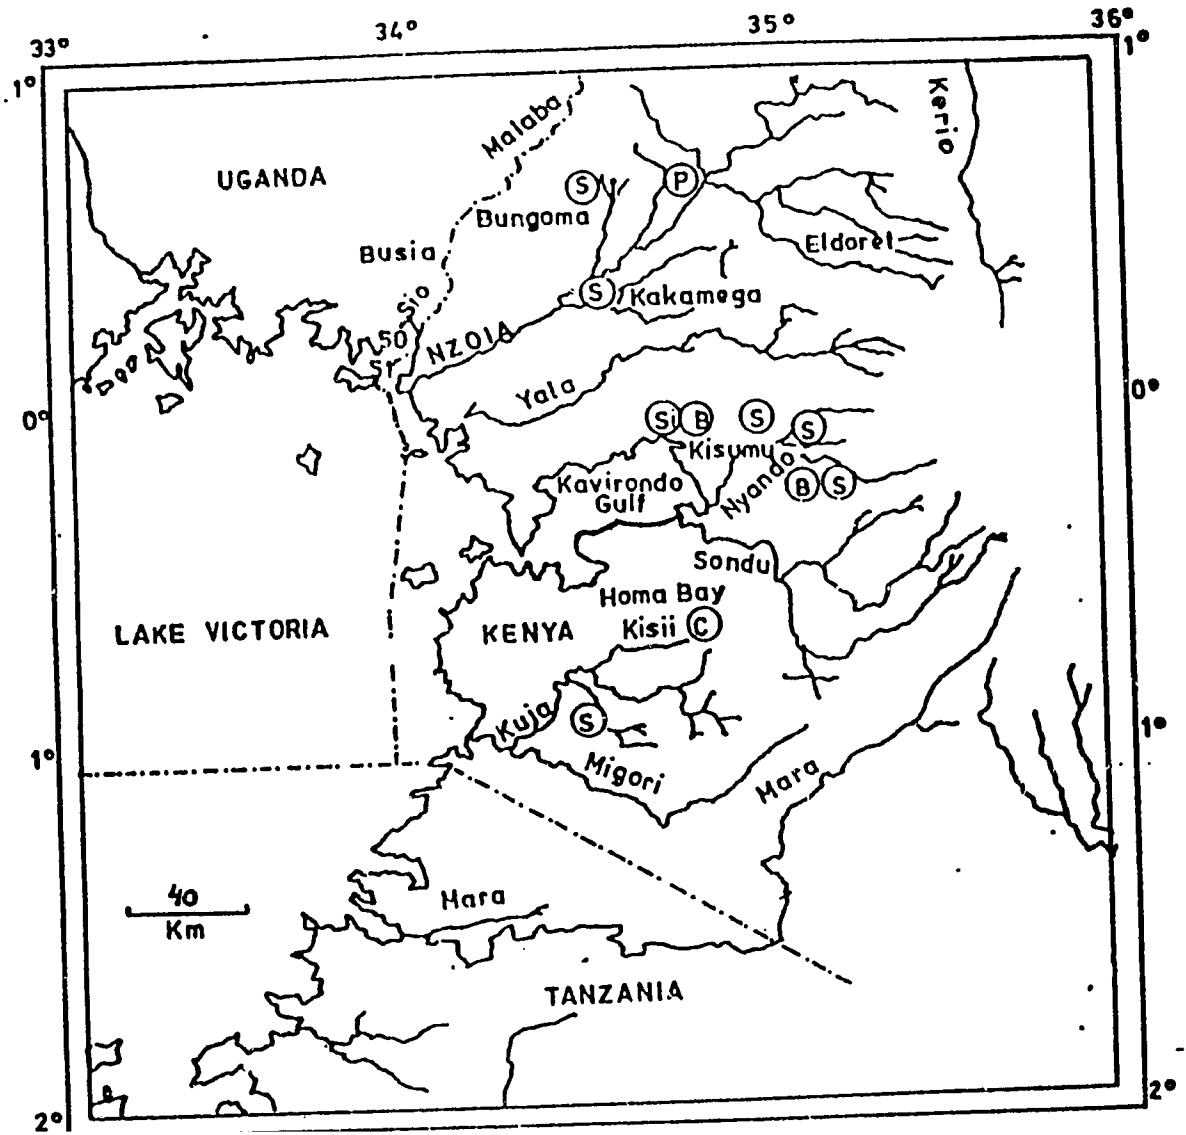 33° 34° 35° 36°
1° 1°
Kerio
Malaba
UGANDA
S P
Bungoma
Eldoret
Busia
Sio
S Kakamega
50
NZOIA
Yala
0° 0°
Si B S S
Kisumu
Kavirondo
Gulf
Nyando
B S
Sondu
Homa Bay
LAKE VICTORIA
KENYA
Kisii C
Kuja
S
1° 1°
Migori
Mara
40
Km
Mara
TANZANIA
2° 2°